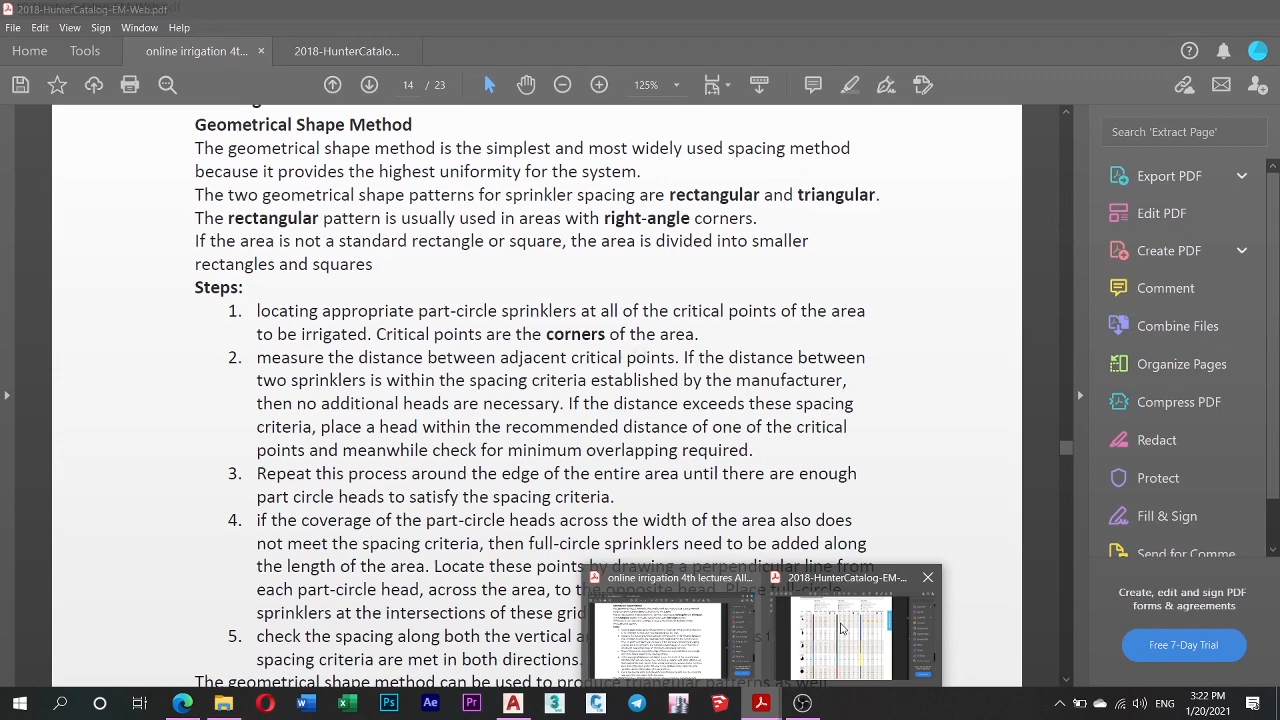 2018-HunterCatalog-EM-Web.pdf
File Edit View Sign Window Help
Home Tools online irrigation 4t... × 2018-HunterCatalo...
14 / 23 125%
Geometrical Shape Method
The geometrical shape method is the simplest and most widely used spacing method
because it provides the highest uniformity for the system.
The two geometrical shape patterns for sprinkler spacing are rectangular and triangular.
The rectangular pattern is usually used in areas with right-angle corners.
If the area is not a standard rectangle or square, the area is divided into smaller
rectangles and squares
Steps:
1. locating appropriate part-circle sprinklers at all of the critical points of the area
to be irrigated. Critical points are the corners of the area.
2. measure the distance between adjacent critical points. If the distance between
two sprinklers is within the spacing criteria established by the manufacturer,
then no additional heads are necessary. If the distance exceeds these spacing
criteria, place a head within the recommended distance of one of the critical
points and meanwhile check for minimum overlapping required.
3. Repeat this process around the edge of the entire area until there are enough
part circle heads to satisfy the spacing criteria.
4. if the coverage of the part-circle heads across the width of the area also does
not meet the spacing criteria, then full-circle sprinklers need to be added along
the length of the area. Locate these points by drawing a perpendicular line from
each part-circle head, across the area, to the opposite head. Place full-circle
sprinklers at the intersections of these grid
5. check the spacing along both the vertical a
spacing criteria are met in both directions
The geometrical shape method can be used to produce triangular patterns as well
online irrigation 4th lectures All... 2018-HunterCatalog-EM-...
Search 'Extract Page'
Export PDF
Edit PDF
Create PDF
Comment
Combine Files
Organize Pages
Compress PDF
Redact
Protect
Fill & Sign
Send for Comme
Create, edit and sign PDF
forms & agreements
Free 7-Day Trial
3:22 PM
1/20/2021